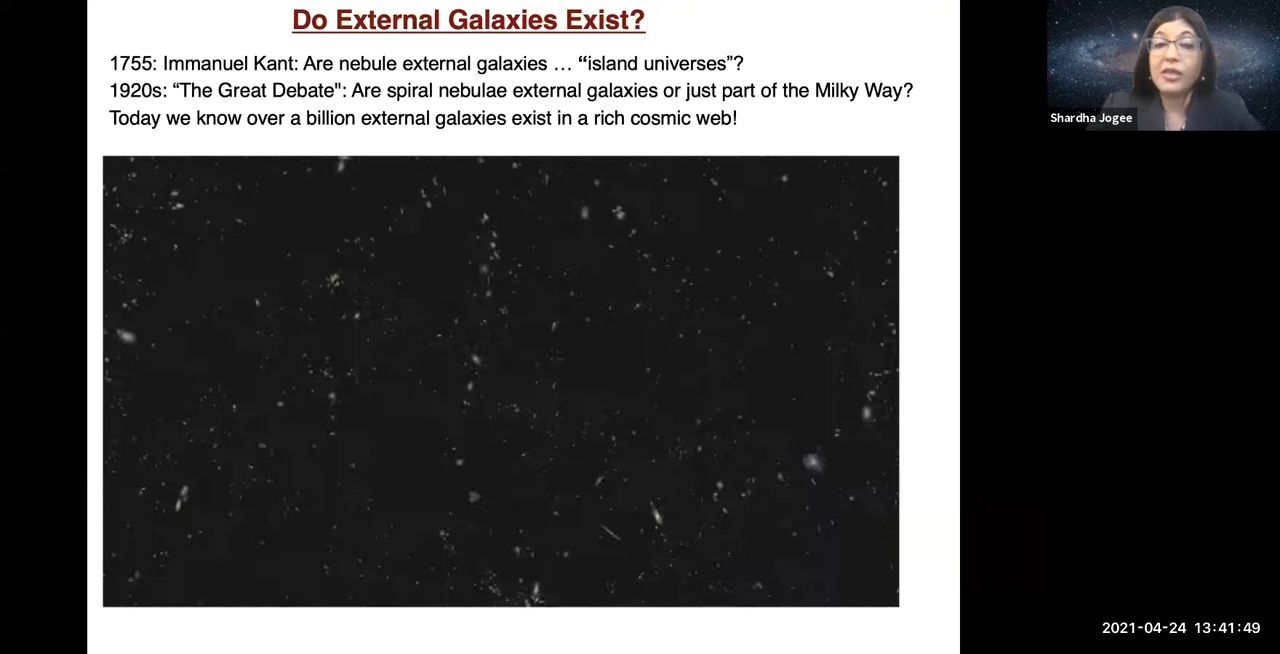 Do External Galaxies Exist?
1755: Immanuel Kant: Are nebule external galaxies … “island universes”?
1920s: “The Great Debate": Are spiral nebulae external galaxies or just part of the Milky Way?
Today we know over a billion external galaxies exist in a rich cosmic web!
Shardha Jogee
2021-04-24 13:41:49